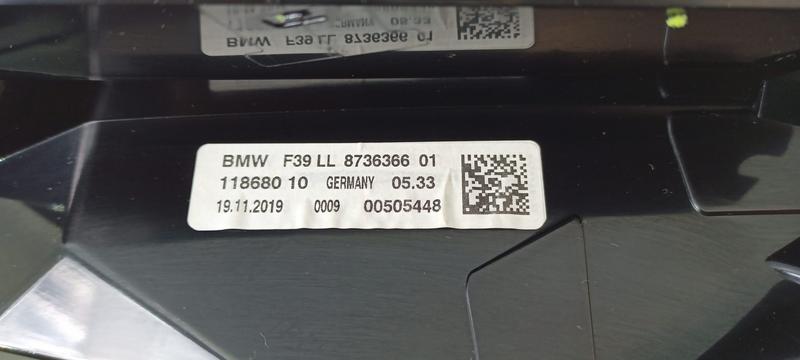 BMW F39 LL 8736366 01
118680 10 GERMANY 05.33
19.11.2019 0009 00505448